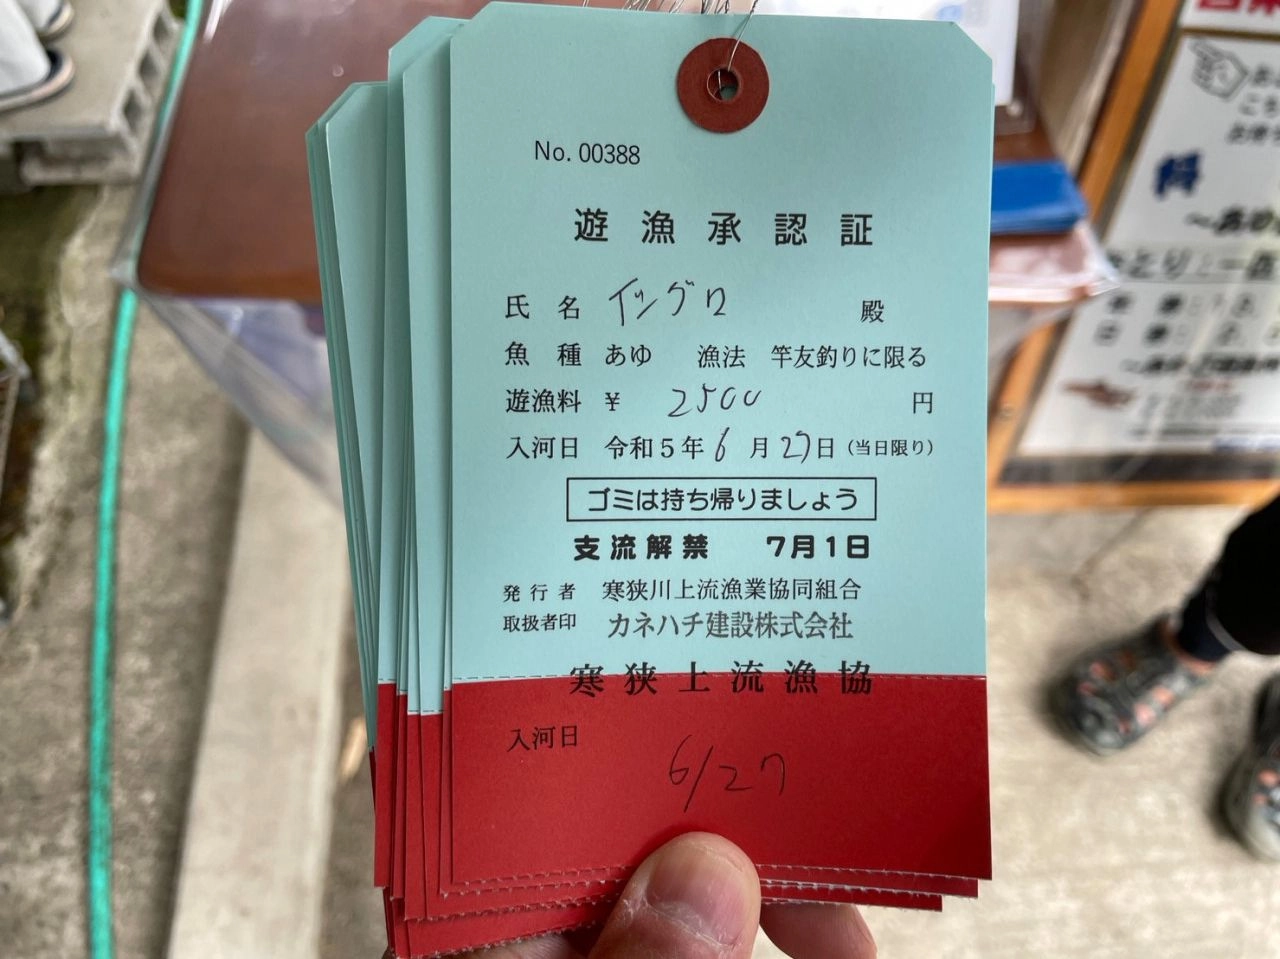 No. 00388
遊漁承認証
氏名 イシグロ 殿
魚種 あゆ 漁法 竿友釣りに限る
遊漁料 ¥ 2500 円
入河日 令和5年6月27日(当日限り)
ゴミは持ち帰りましょう
支流解禁 7月1日
発行者 寒狭川上流漁業協同組合
取扱者印 カネハチ建設株式会社
寒狭上流漁協
入河日
6/27